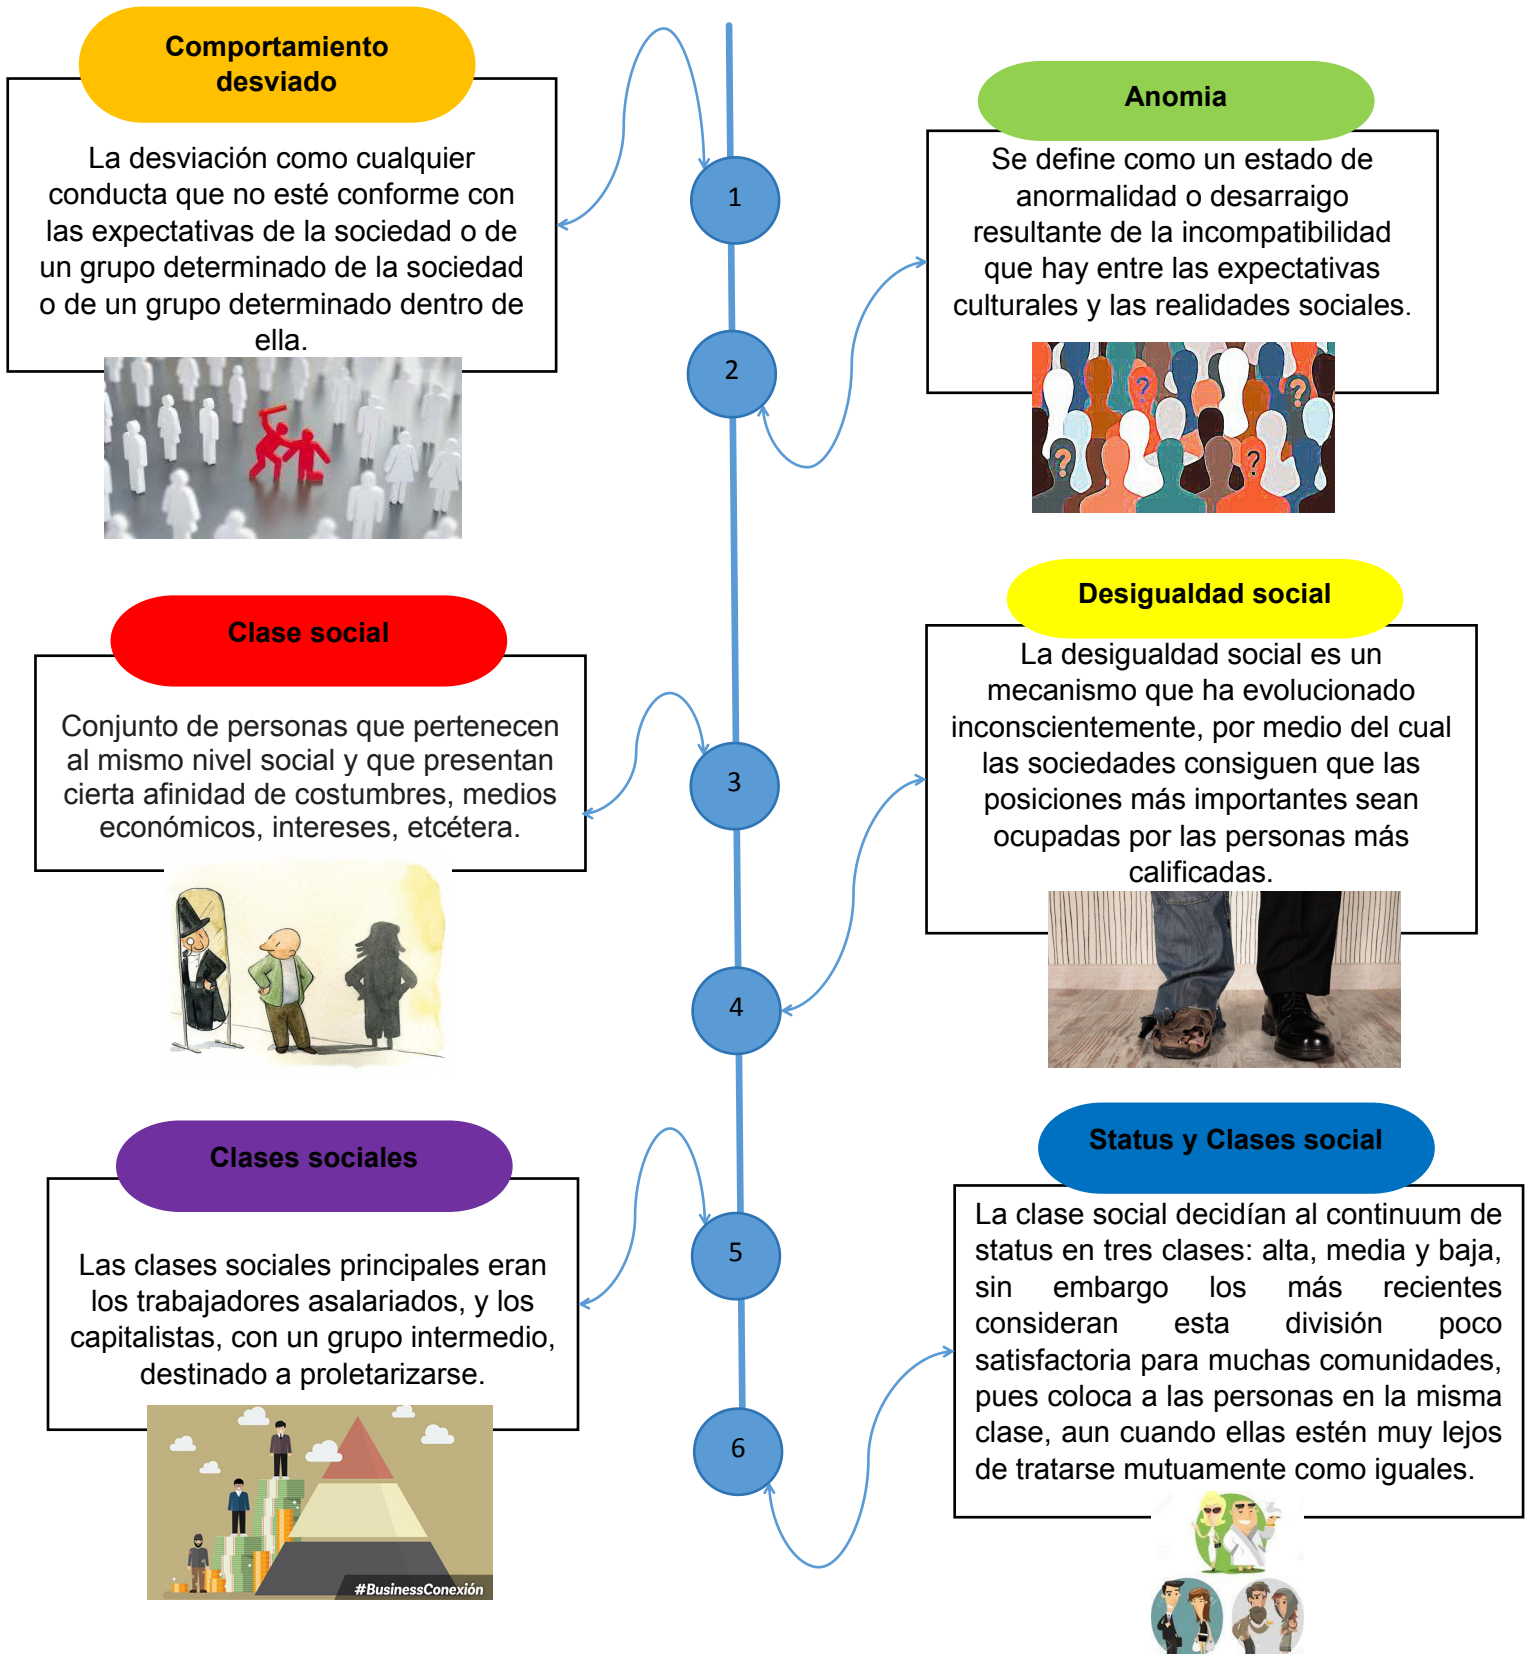 Comportamiento
desviado
La desviación como cualquier
conducta que no esté conforme con
las expectativas de la sociedad o de
un grupo determinado de la sociedad
o de un grupo determinado dentro de
ella.
1
Anomia
Se define como un estado de
anormalidad o desarraigo
resultante de la incompatibilidad
que hay entre las expectativas
culturales y las realidades sociales.
?
?
?
?
2
Clase social
Conjunto de personas que pertenecen
al mismo nivel social y que presentan
cierta afinidad de costumbres, medios
económicos, intereses, etcétera.
3
Desigualdad social
La desigualdad social es un
mecanismo que ha evolucionado
inconscientemente, por medio del cual
las sociedades consiguen que las
posiciones más importantes sean
ocupadas por las personas más
calificadas.
4
Clases sociales
Las clases sociales principales eran
los trabajadores asalariados, y los
capitalistas, con un grupo intermedio,
destinado a proletarizarse.
#BusinessConexión
5
Status y Clases social
La clase social decidían al continuum de
status en tres clases: alta, media y baja,
sin embargo los más recientes
consideran esta división poco
satisfactoria para muchas comunidades,
pues coloca a las personas en la misma
clase, aun cuando ellas estén muy lejos
de tratarse mutuamente como iguales.
6